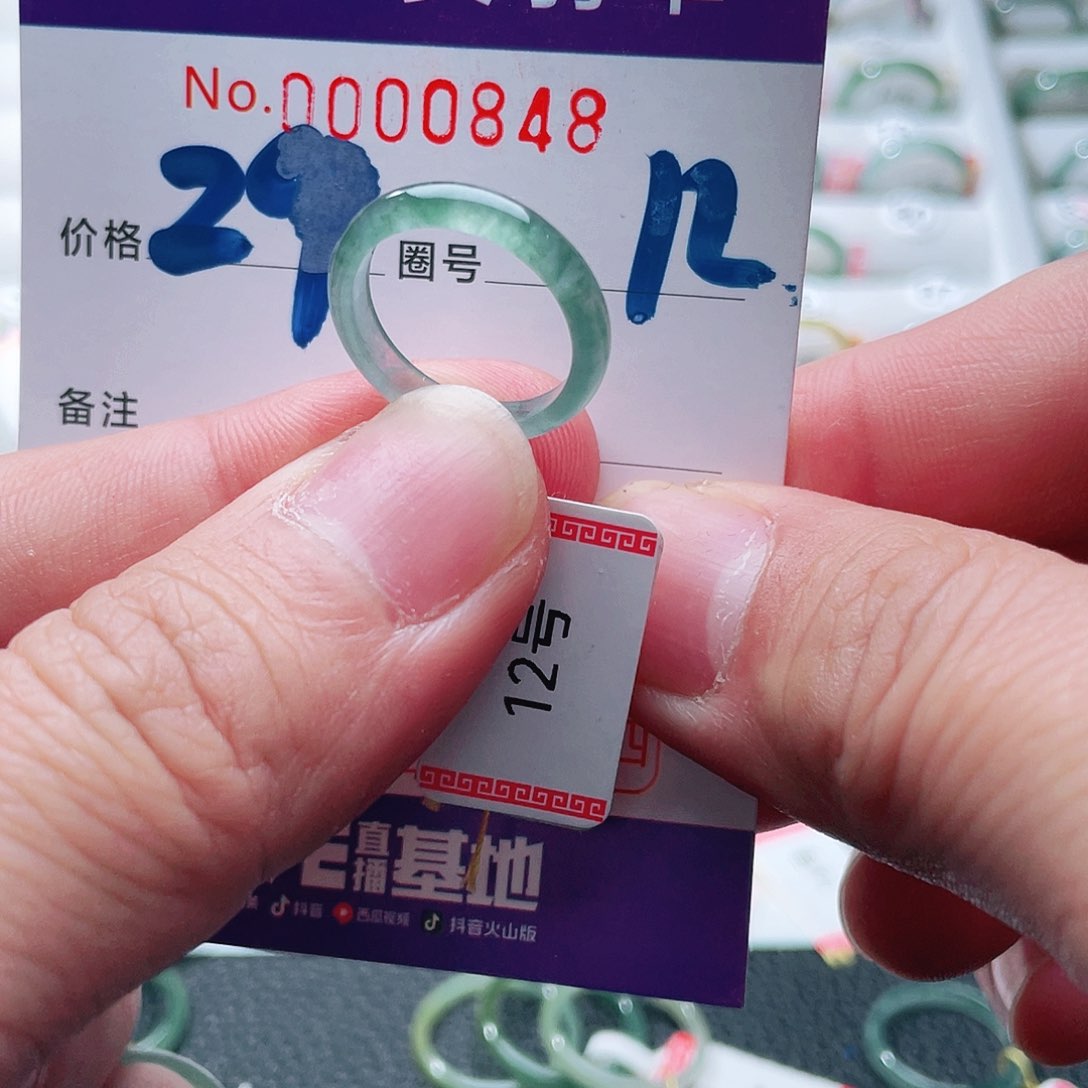 No.0000848
价格 29 圈号 12
备注
12号
直播基地
抖音 西瓜视频 抖音火山版